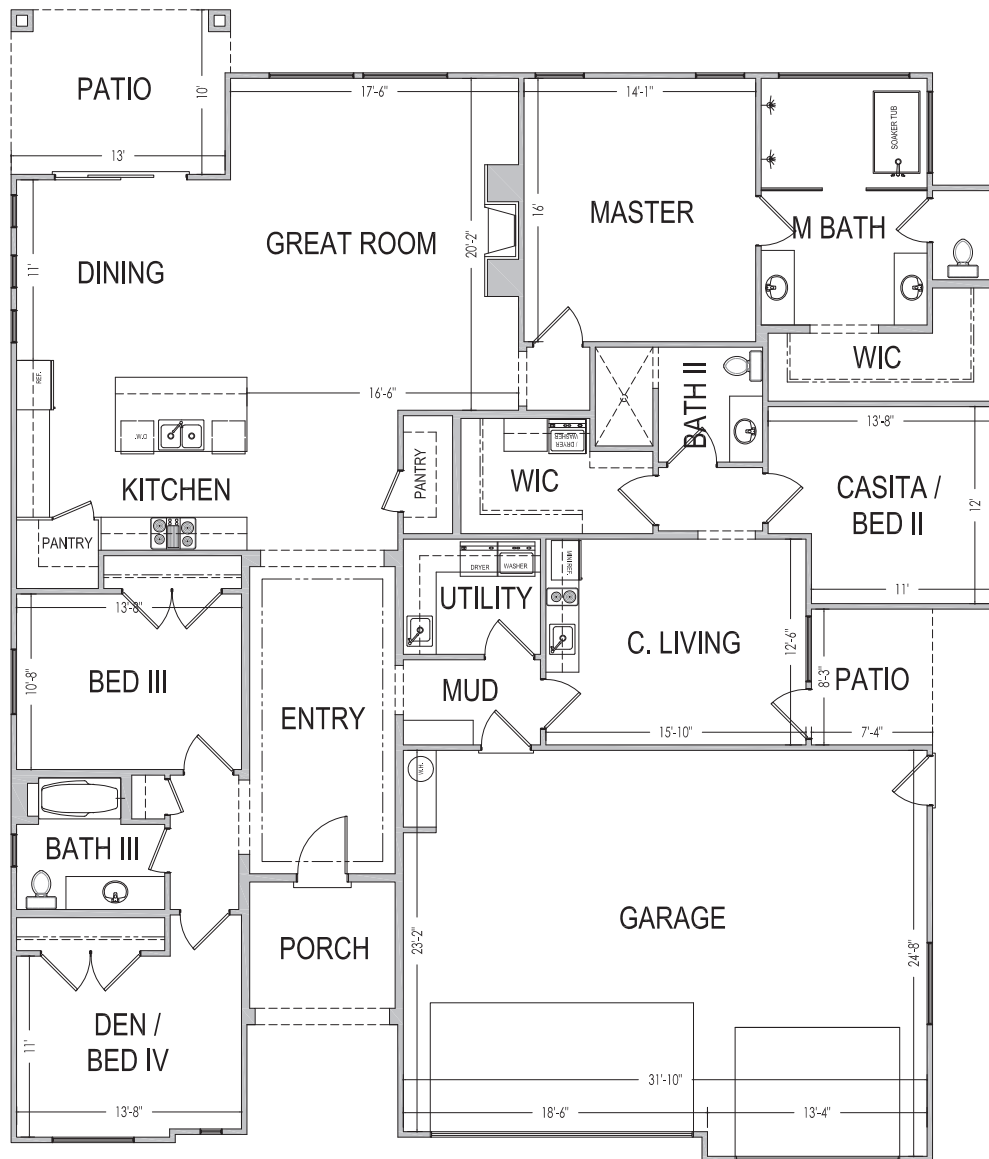 PATIO
10'
13'
17'-6"
14'-1"
SOAKER TUB
16'
MASTER
M BATH
GREAT ROOM
20'-2"
DINING
11'
WIC
REF.
16'-6"
BATH II
13'-8"
D.W.
WASHER
/ DRYER
WIC
PANTRY
KITCHEN
CASITA /
BED II
12'
PANTRY
11'
DRYER
WASHER
MINI REF.
UTILITY
13'-8"
C. LIVING
12'-6"
8'-3"
PATIO
10'-8"
BED III
MUD
ENTRY
15'-10"
7'-4"
W.H.
BATH III
GARAGE
23'-2"
24'-8"
PORCH
DEN /
BED IV
11'
31'-10"
13'-8"
18'-6"
13'-4"